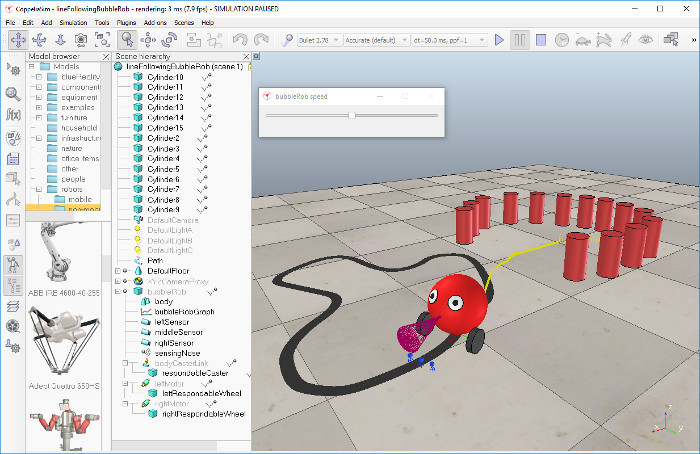 CoppeliaSim - lineFollowingBubbleRob - rendering: 3 ms (7.9 fps) - SIMULATION PAUSED
File Edit Add Simulation Tools Plugins Add-ons Scenes Help
Bullet 2.78 Accurate (default) dt=50.0 ms, ppf=1
Model browser
Models
components
equipment
examples
furniture
household
infrastructure
nature
office items
other
people
robots
mobile
ABB IRB 4600-40-255
Adept Quattro 650HS
Scene hierarchy
lineFollowingBubbleRob (scene 1)
Cylinder10
Cylinder11
Cylinder12
Cylinder13
Cylinder14
Cylinder15
Cylinder2
Cylinder3
Cylinder4
Cylinder5
Cylinder6
Cylinder7
Cylinder8
Cylinder9
DefaultCamera
DefaultLightA
DefaultLightB
DefaultLightC
Path
DefaultFloor
XYZCameraProxy
bubbleRob
body
bubbleRobGraph
leftSensor
middleSensor
rightSensor
sensingNose
bodyCasterLink
respondableCaster
leftMotor
leftRespondableWheel
rightMotor
rightRespondableWheel
bubbleRob speed
z
x
y